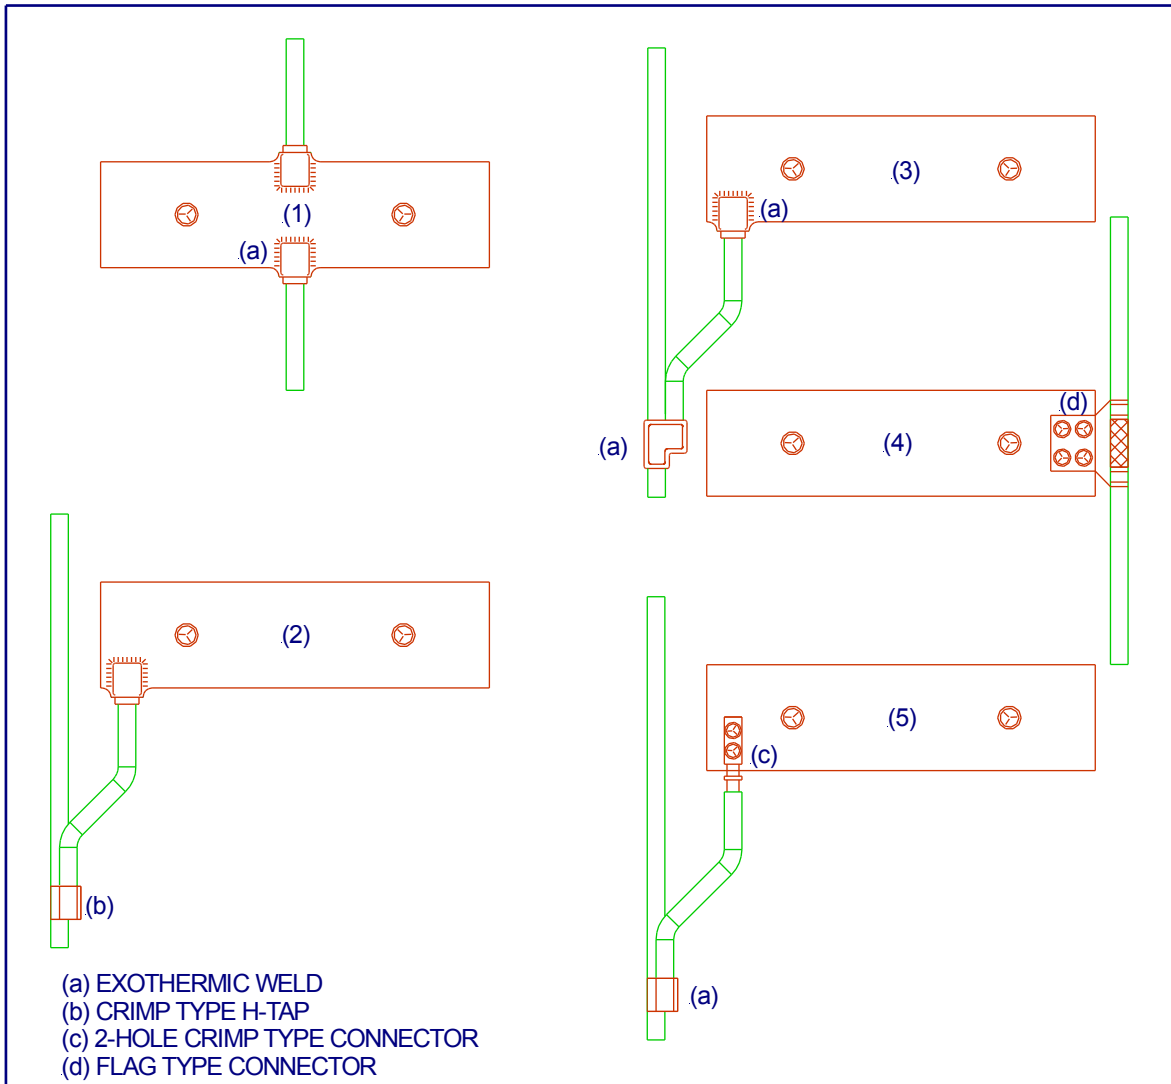 (1)
(a)
(3)
(a)
(d)
(a)
(4)
(2)
(b)
(5)
(c)
(a)
(a) EXOTHERMIC WELD
(b) CRIMP TYPE H-TAP
(c) 2-HOLE CRIMP TYPE CONNECTOR
(d) FLAG TYPE CONNECTOR